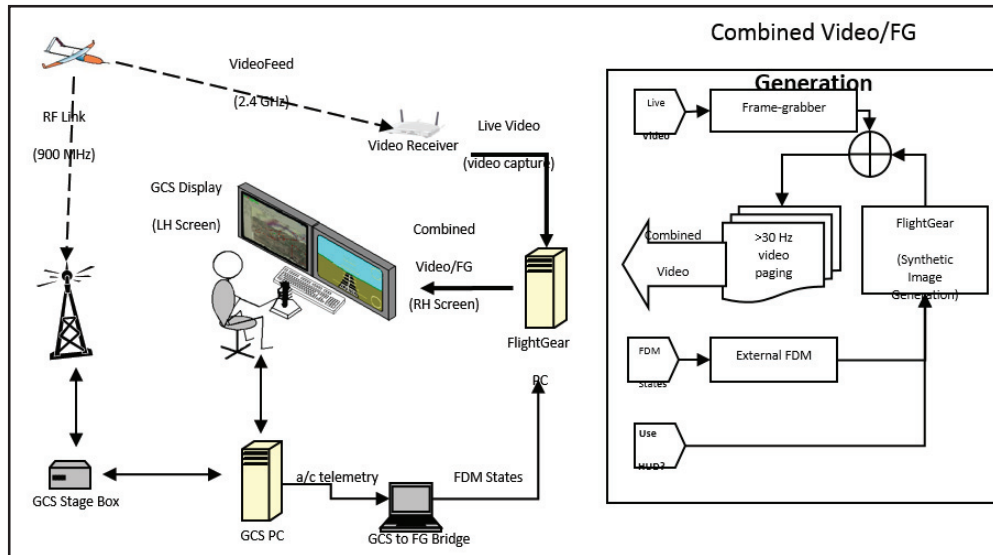 VideoFeed
(2.4 GHz)
RF Link
(900 MHz)
Video Receiver
Live Video
(video capture)
GCS Display
(LH Screen)
Combined
Video/FG
(RH Screen)
FlightGear
PC
GCS Stage Box
GCS PC
a/c telemetry
GCS to FG Bridge
FDM States
Combined Video/FG
Generation
Live
Video
Frame-grabber
Combined
Video
>30 Hz
video
paging
FlightGear
(Synthetic
Image
Generation)
FDM
States
External FDM
Use
HUD?